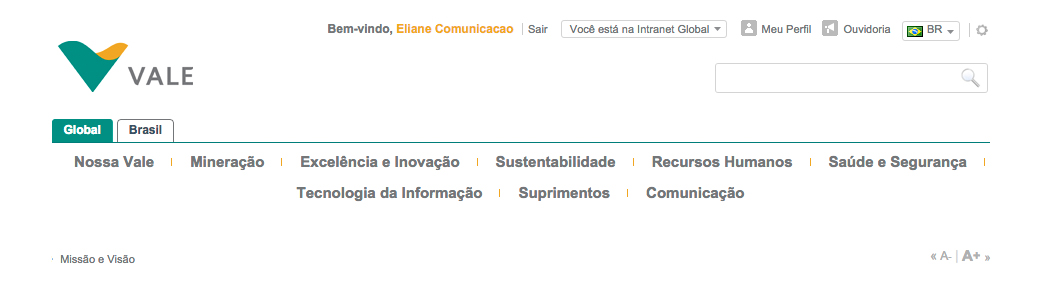 Bem-vindo, Eliane Comunicacao | Sair Você está na Intranet Global Meu Perfil Ouvidoria BR
VALE
Global Brasil
Nossa Vale Mineração Excelência e Inovação Sustentabilidade Recursos Humanos Saúde e Segurança
Tecnologia da Informação Suprimentos Comunicação
Missão e Visão « A- | A+ »